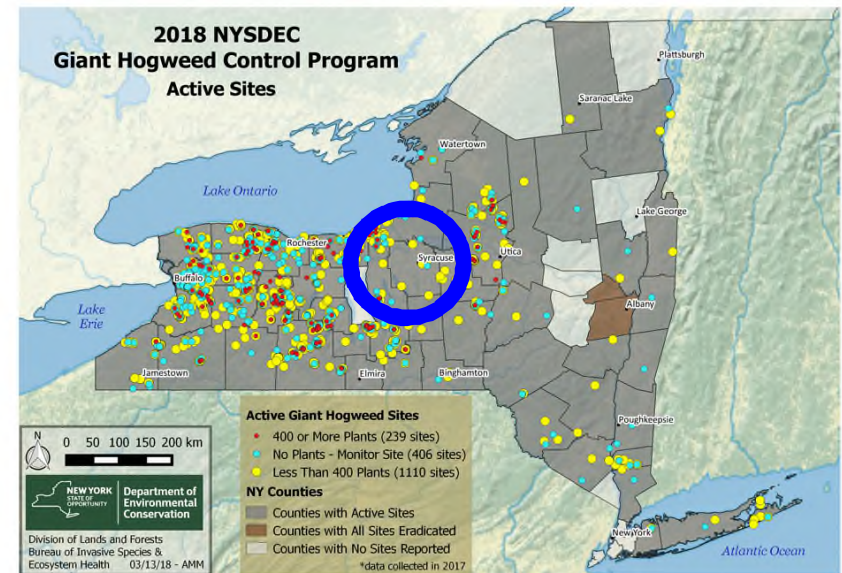 2018 NYSDEC
Giant Hogweed Control Program
Active Sites
Plattsburgh
Saranac Lake
Watertown
Lake Ontario
Lake George
Rochester
Syracuse
Utica
Buffalo
Lake
Erie
Albany
Jamestown
Elmira
Binghamton
Poughkeepsie
New York
Atlantic Ocean
N
0 50 100 150 200 km
NEW YORK
STATE OF
OPPORTUNITY
Department of
Environmental
Conservation
Division of Lands and Forests
Bureau of Invasive Species &
Ecosystem Health 03/13/18 - AMM
Active Giant Hogweed Sites
400 or More Plants (239 sites)
No Plants - Monitor Site (406 sites)
Less Than 400 Plants (1110 sites)
NY Counties
Counties with Active Sites
Counties with All Sites Eradicated
Counties with No Sites Reported
*data collected in 2017